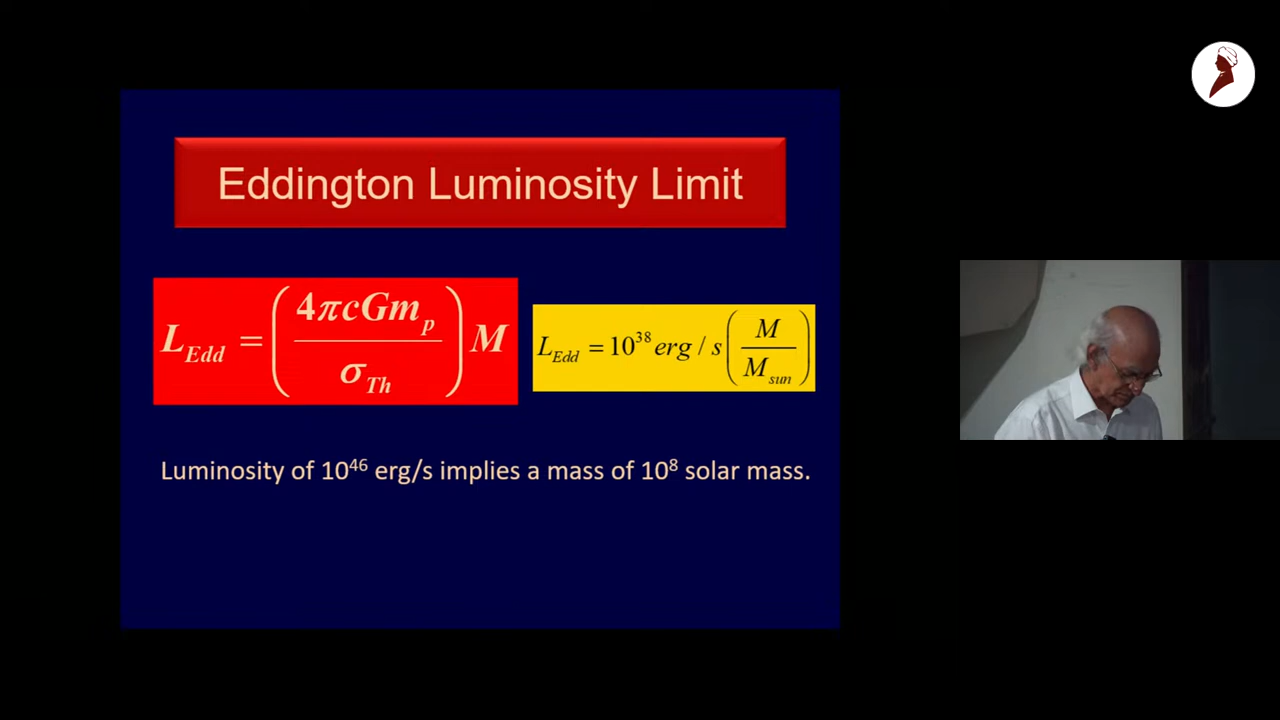 Eddington Luminosity Limit
L_Edd = (4πcGm_p / σ_Th) M
L_Edd = 10^38 erg / s (M / M_sun)
Luminosity of 10^46 erg/s implies a mass of 10^8 solar mass.